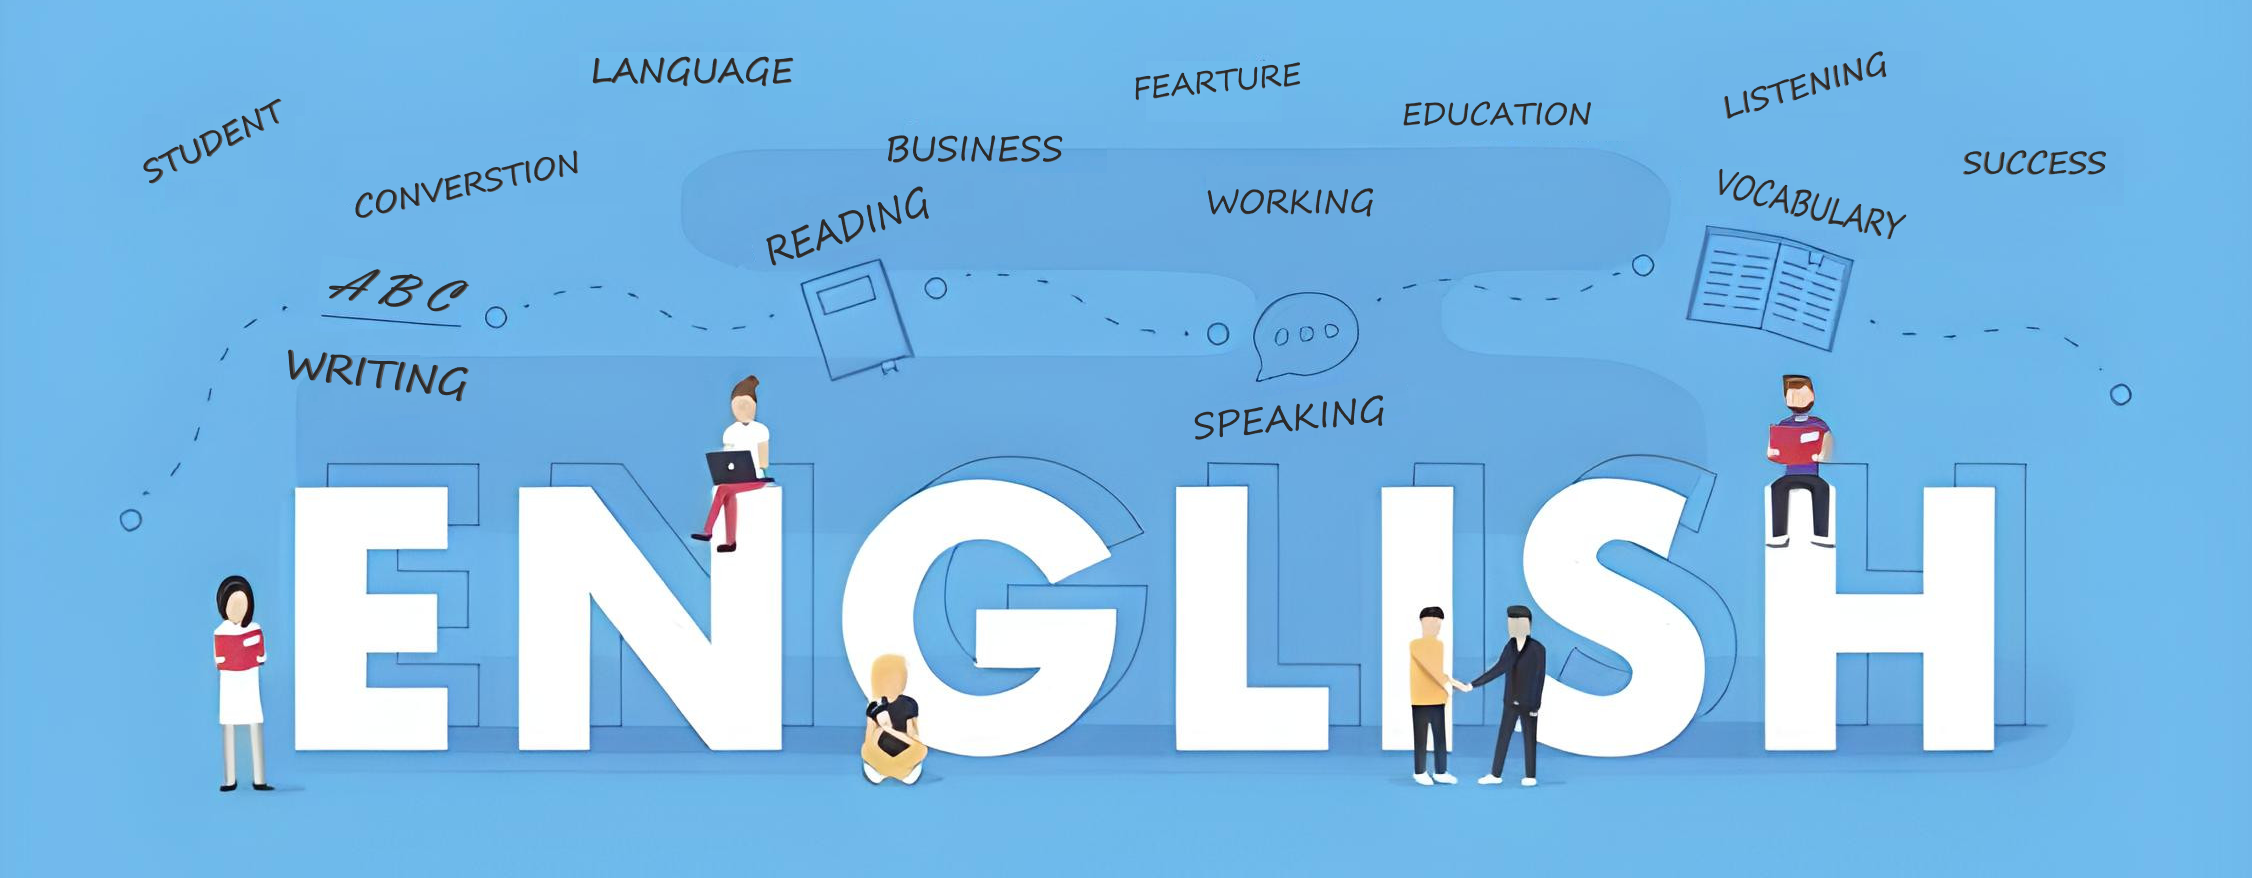 LANGUAGE
FEARTURE
LISTENING
STUDENT
EDUCATION
BUSINESS
SUCCESS
CONVERSTION
WORKING
VOCABULARY
READING
ABC
WRITING
SPEAKING
ENGLISH